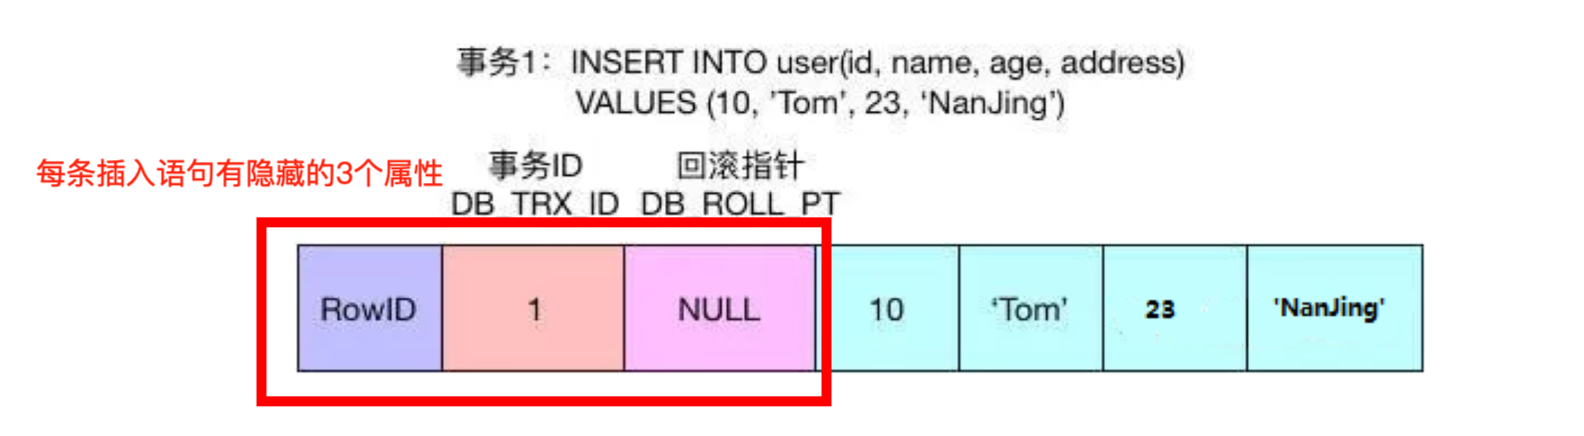 事务1：INSERT INTO user(id, name, age, address)
VALUES (10, 'Tom', 23, ‘NanJing’)
每条插入语句有隐藏的3个属性
事务ID 回滚指针
DB_TRX_ID DB_ROLL_PT
RowID 1 NULL 10 ‘Tom’ 23 'NanJing'